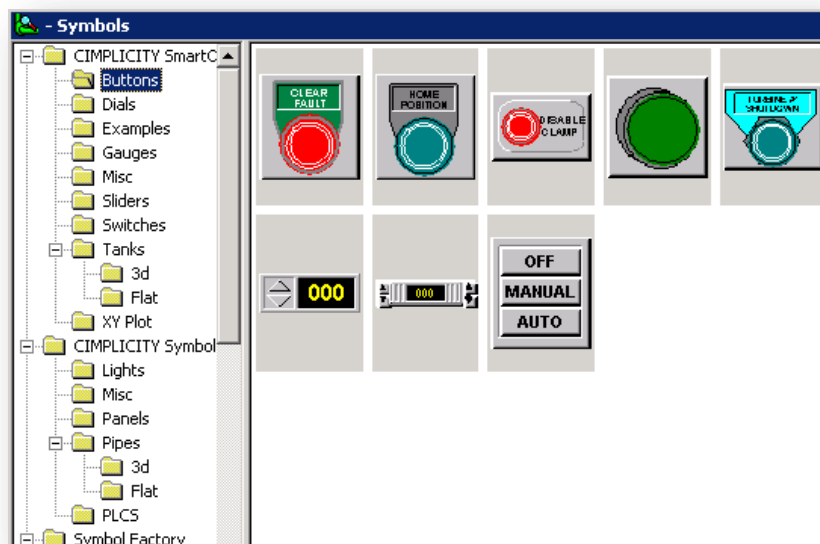 - Symbols
CIMPLICITY SmartC
Buttons
Dials
Examples
Gauges
Misc
Sliders
Switches
Tanks
3d
Flat
XY Plot
CIMPLICITY Symbol
Lights
Misc
Panels
Pipes
3d
Flat
PLCS
Symbol Factory
CLEAR
FAULT
HOME
POSITION
DISABLE
CLAMP
SHUTDOWN
000
000
OFF
MANUAL
AUTO